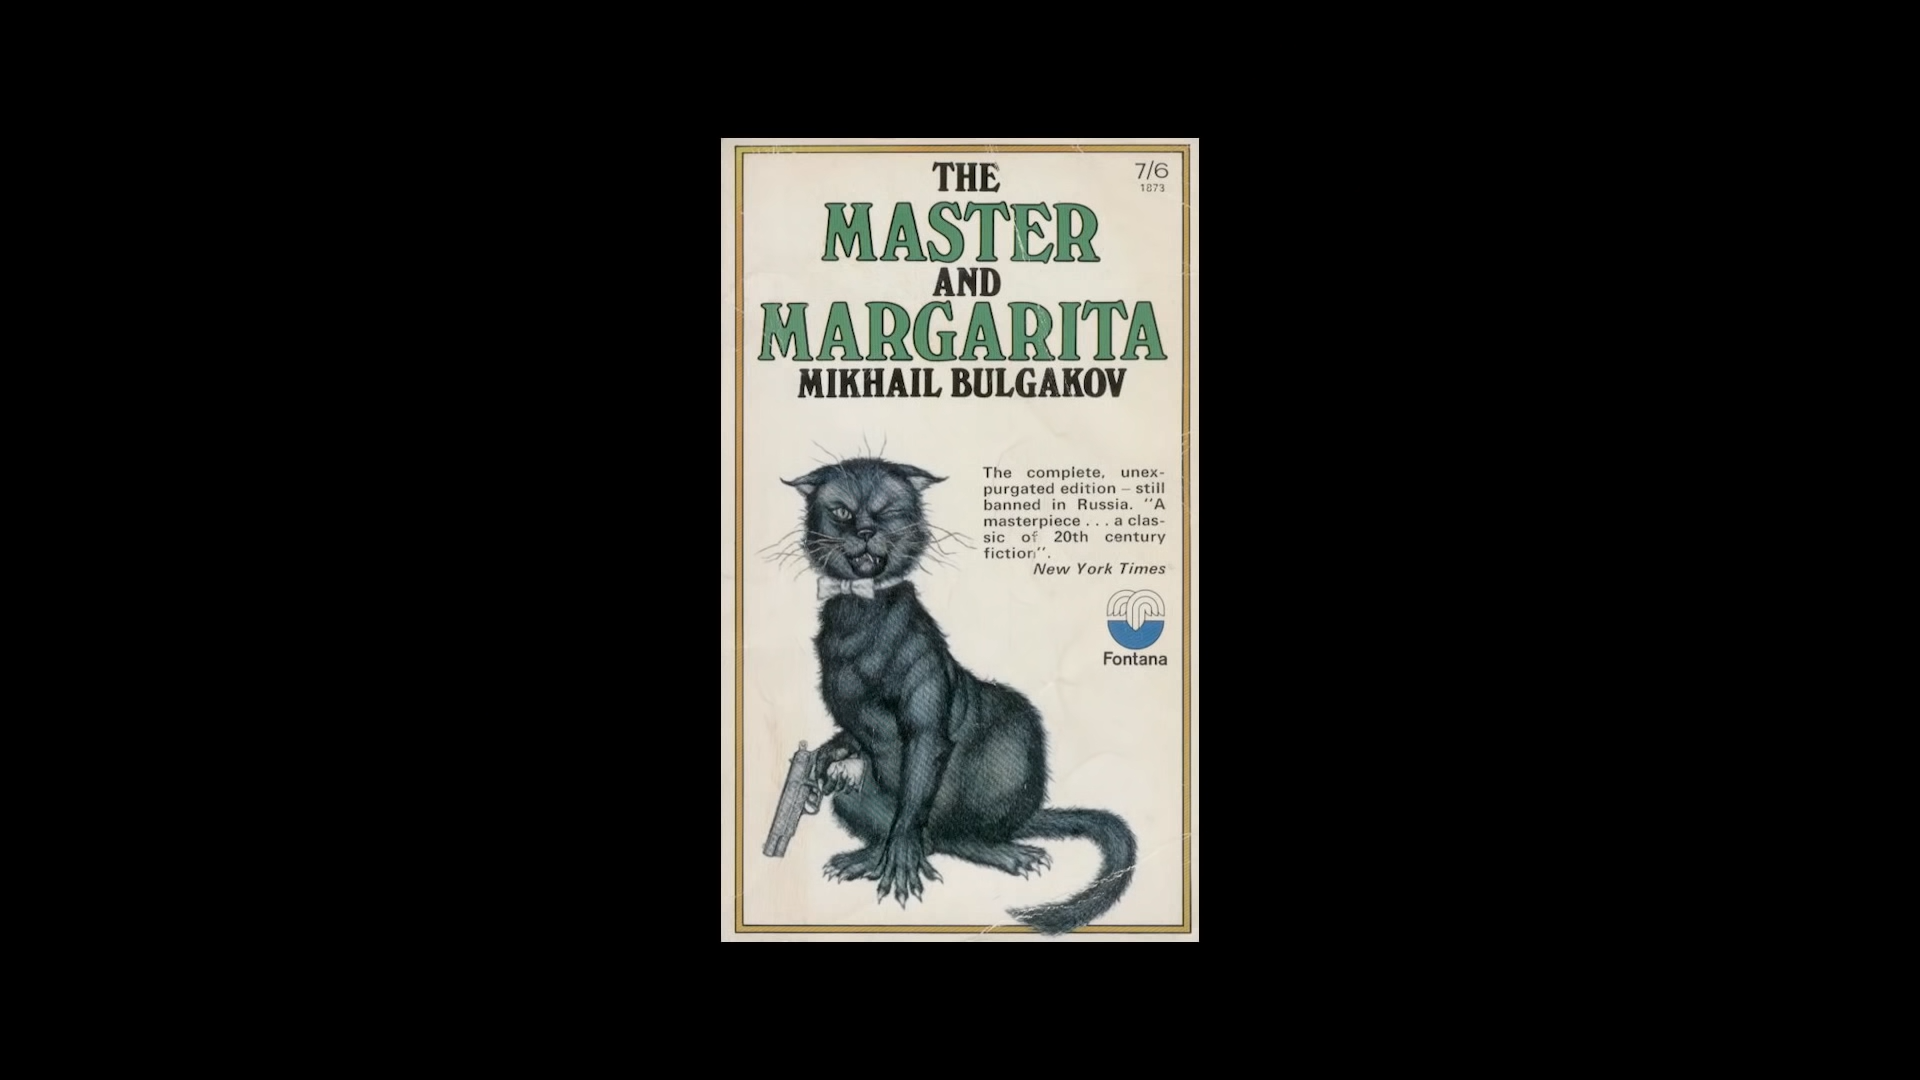 THE
7/6
1873
MASTER
AND
MARGARITA
MIKHAIL BULGAKOV
The complete, unex-
purgated edition – still
banned in Russia. "A
masterpiece . . . a clas-
sic of 20th century
fiction".
New York Times
Fontana